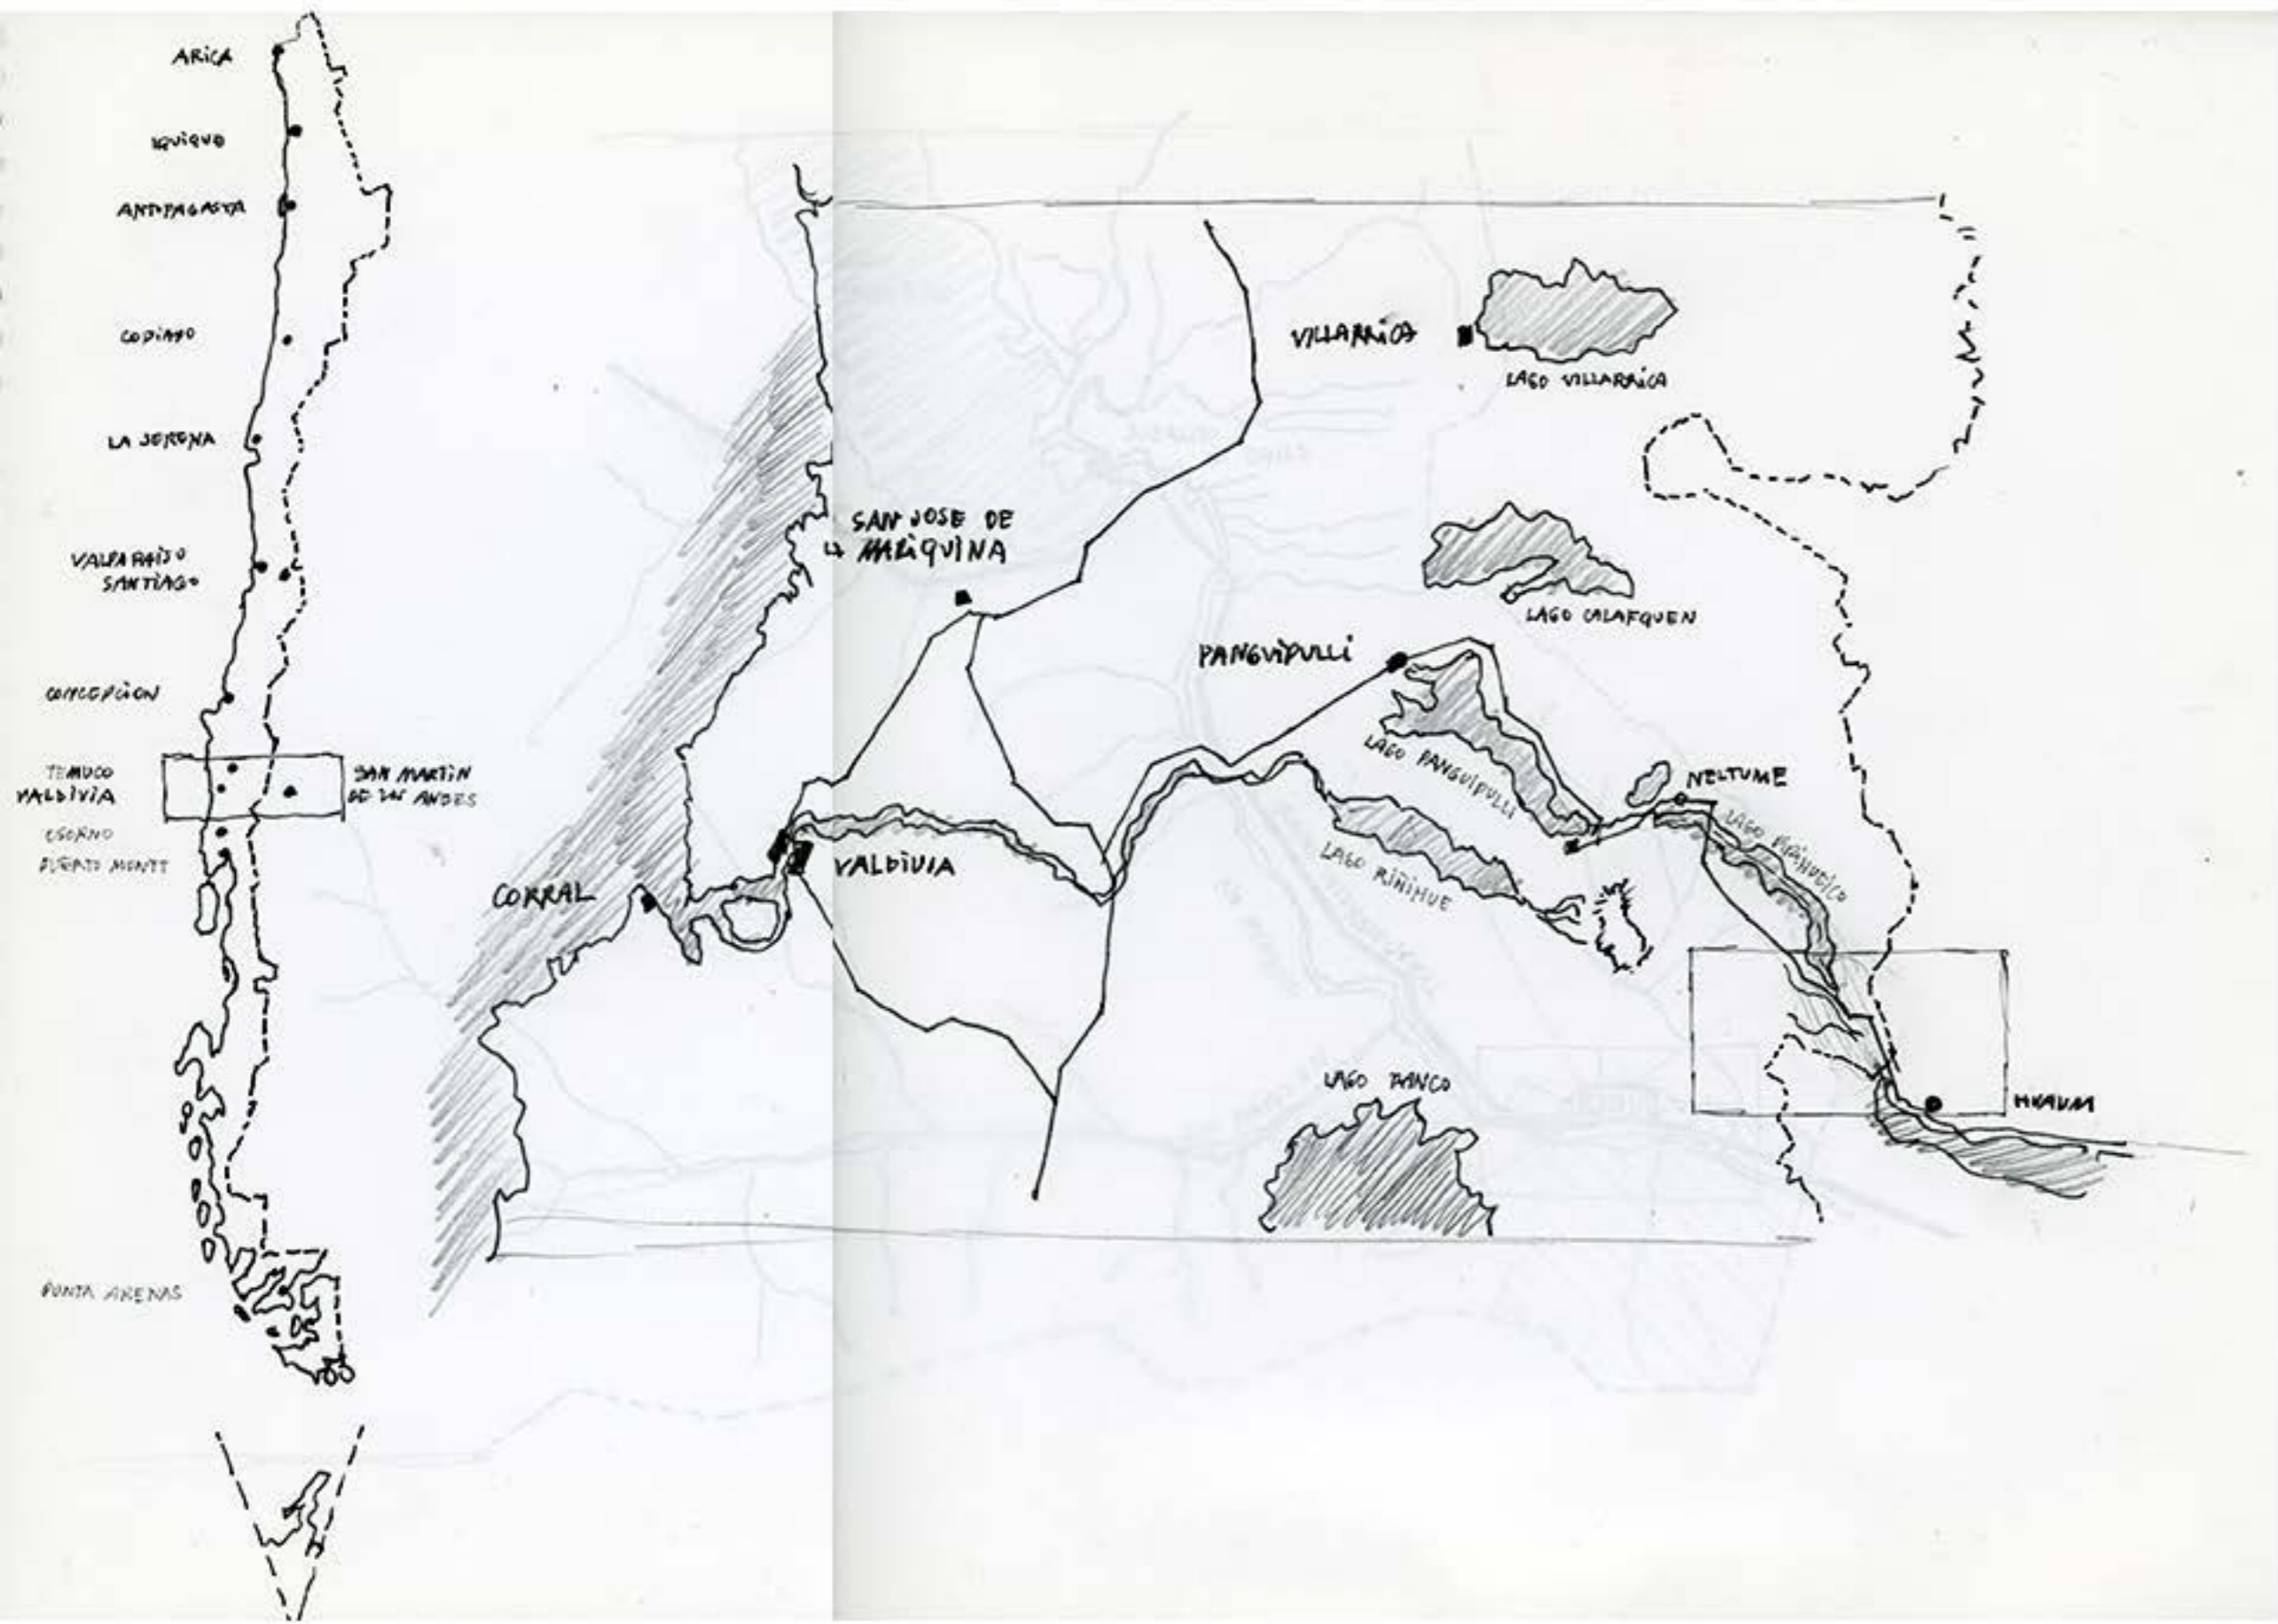 ARICA
IQUIQUE
ANTOFAGASTA
COPIAPO
LA SERENA
VALPARAISO
SANTIAGO
CONCEPCION
TEMUCO
VALDIVIA
SAN MARTIN
DE LOS ANDES
OSORNO
PUERTO MONTT
PUNTA ARENAS
VILLARRICA
LAGO VILLARRICA
SAN JOSE DE
LA MARIQUINA
LAGO CALAFQUEN
PANGUIPULLI
LAGO PANGUIPULLI
NELTUME
LAGO PIRIHUEICO
VALDIVIA
LAGO RIÑIHUE
CORRAL
LAGO RANCO
HUAUM